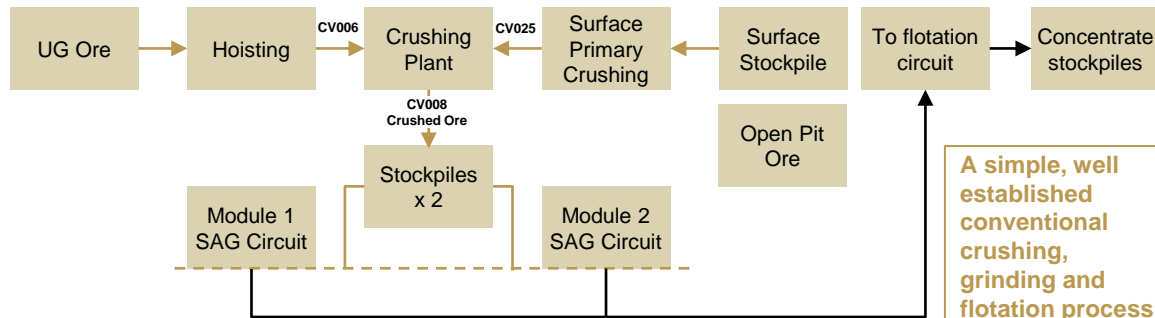 UG Ore
Hoisting
CV006
Crushing
Plant
CV025
Surface
Primary
Crushing
Surface
Stockpile
To flotation
circuit
Concentrate
stockpiles
CV008
Crushed Ore
Open Pit
Ore
Stockpiles
x 2
Module 1
SAG Circuit
Module 2
SAG Circuit
A simple, well
established
conventional
crushing,
grinding and
flotation process